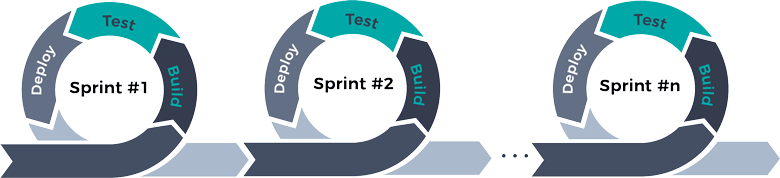 Test
Deploy
Sprint #1
Build
Test
Deploy
Sprint #2
Build
...
Test
Deploy
Sprint #n
Build